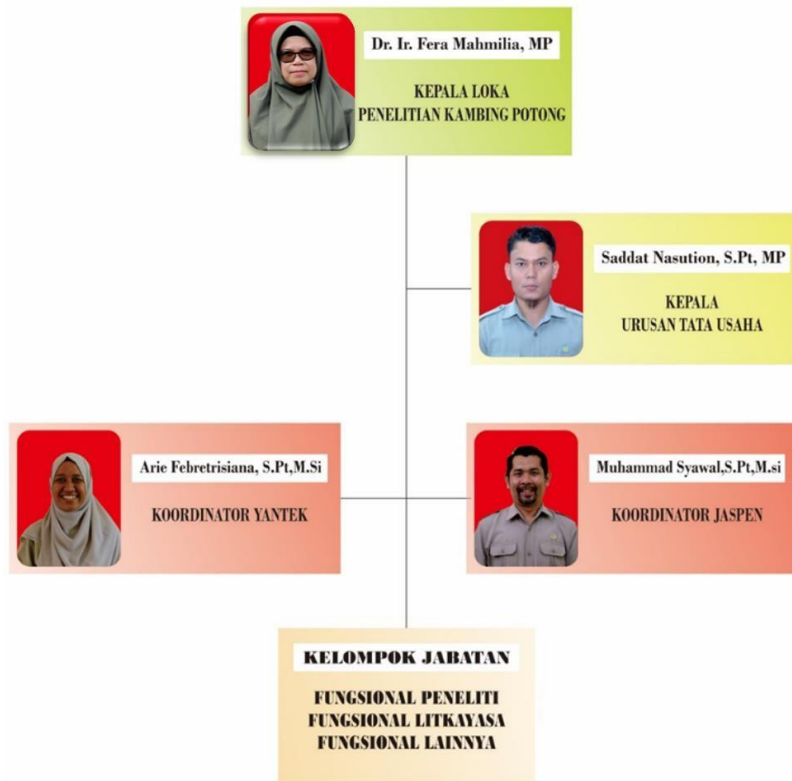 Dr. Ir. Fera Mahmilia, MP
KEPALA LOKA
PENELITIAN KAMBING POTONG
Saddat Nasution, S.Pt, MP
KEPALA
URUSAN TATA USAHA
Arie Febretrisiana, S.Pt,M.Si
KOORDINATOR YANTEK
Muhammad Syawal,S.Pt,M.si
KOORDINATOR JASPEN
KELOMPOK JABATAN
FUNGSIONAL PENELITI
FUNGSIONAL LITKAYASA
FUNGSIONAL LAINNYA